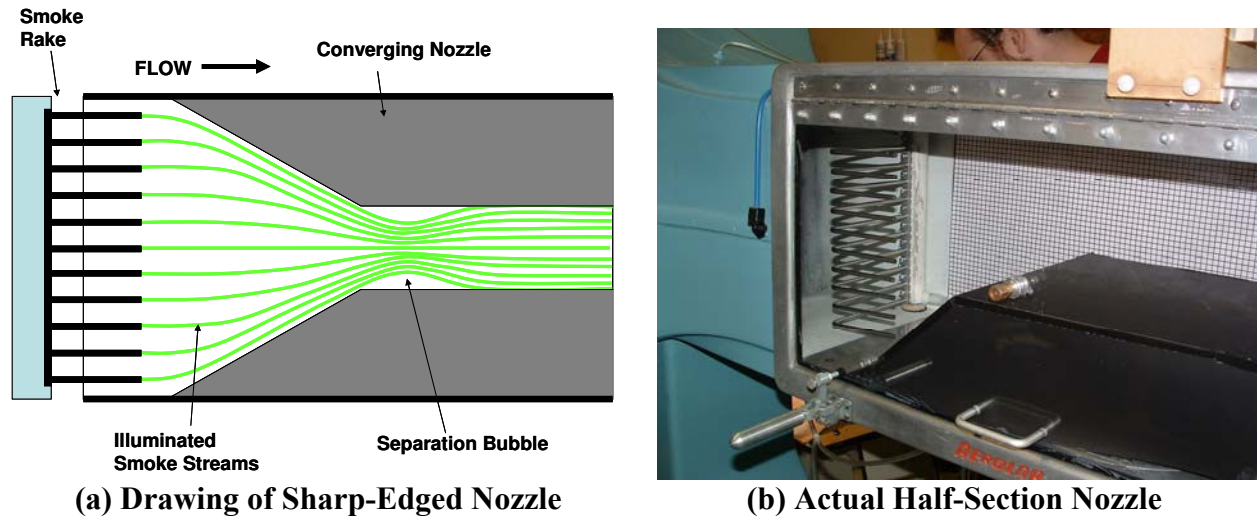 Smoke
Rake
FLOW
Converging Nozzle
Illuminated
Smoke Streams
Separation Bubble
(a) Drawing of Sharp-Edged Nozzle
(b) Actual Half-Section Nozzle